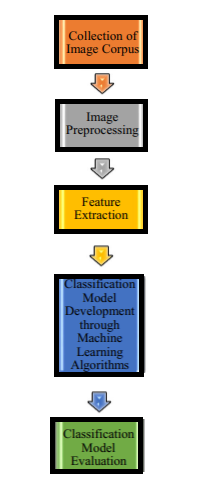 Collection of
Image Corpus
Image
Preprocessing
Feature
Extraction
Classification
Model
Development
through
Machine
Learning
Algorithms
Classification
Model
Evaluation